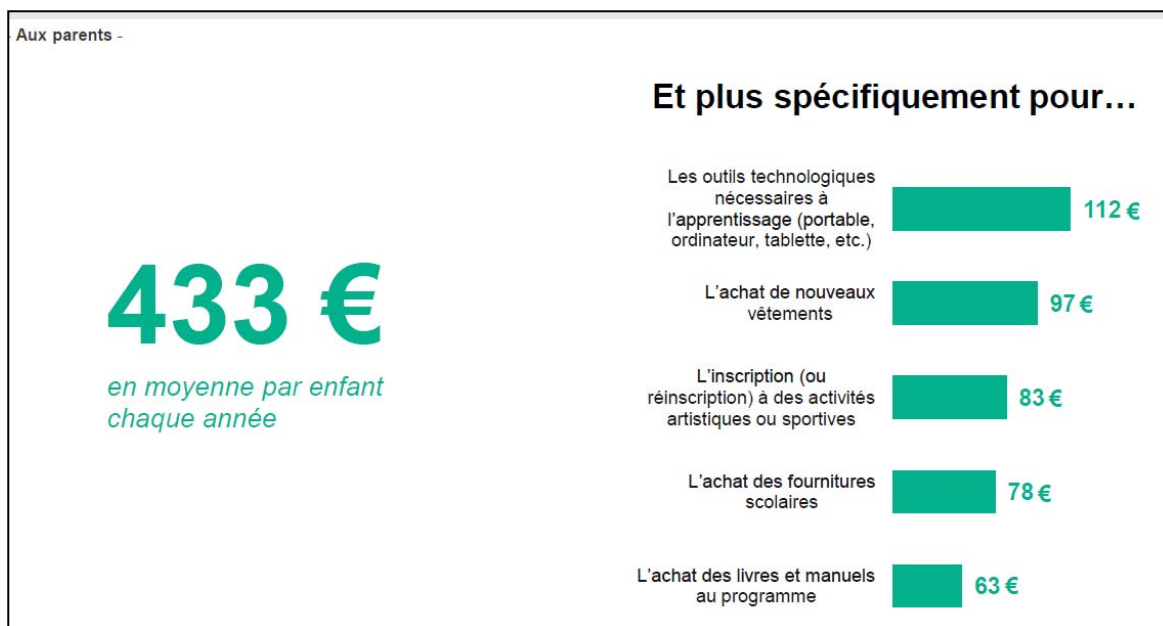 - Aux parents -
Et plus spécifiquement pour…
433 €
en moyenne par enfant
chaque année
Les outils technologiques
nécessaires à
l'apprentissage (portable,
ordinateur, tablette, etc.)
112 €
L'achat de nouveaux
vêtements
97 €
L'inscription (ou
réinscription) à des activités
artistiques ou sportives
83 €
L'achat des fournitures
scolaires
78 €
L'achat des livres et manuels
au programme
63 €